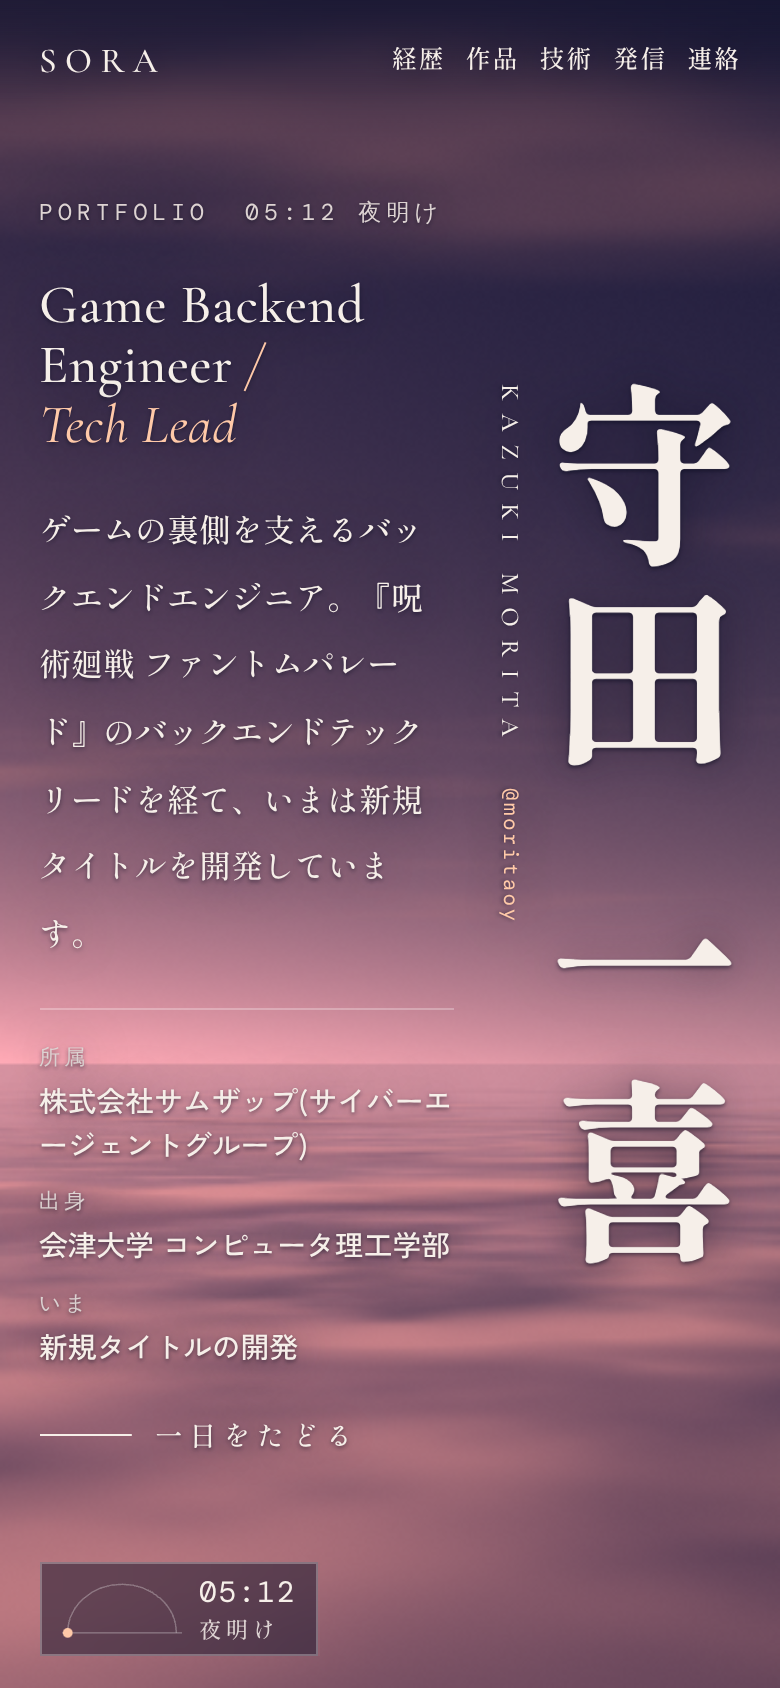 SORA
経歴 作品 技術 発信 連絡
PORTFOLIO 05:12 夜明け
Game Backend
Engineer /
Tech Lead
ゲームの裏側を支えるバッ
クエンドエンジニア。『呪
術廻戦 ファントムパレー
ド』のバックエンドテック
リードを経て、いまは新規
タイトルを開発していま
す。
守田一喜
KAZUKI MORITA @moritaoy
所属
株式会社サムザップ(サイバーエ
ージェントグループ)
出身
会津大学 コンピュータ理工学部
いま
新規タイトルの開発
一日をたどる
05:12
夜明け